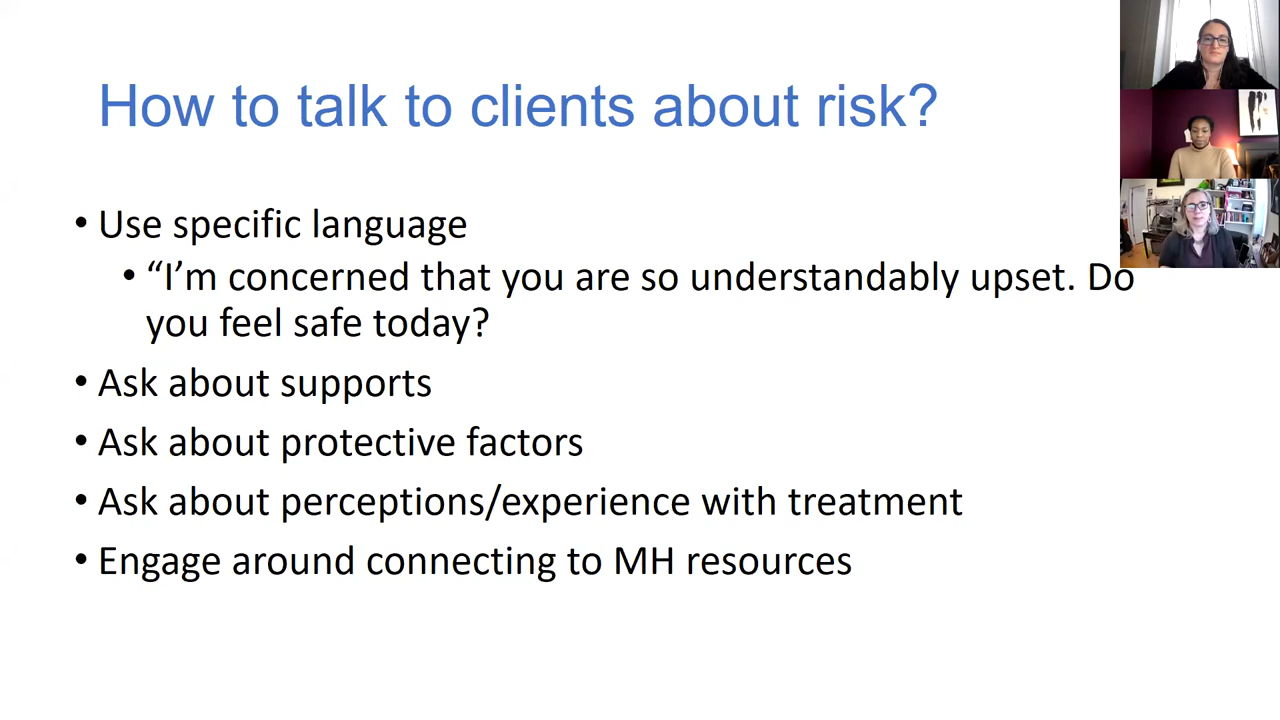 How to talk to clients about risk?
• Use specific language
• “I’m concerned that you are so understandably upset. Do
you feel safe today?
• Ask about supports
• Ask about protective factors
• Ask about perceptions/experience with treatment
• Engage around connecting to MH resources